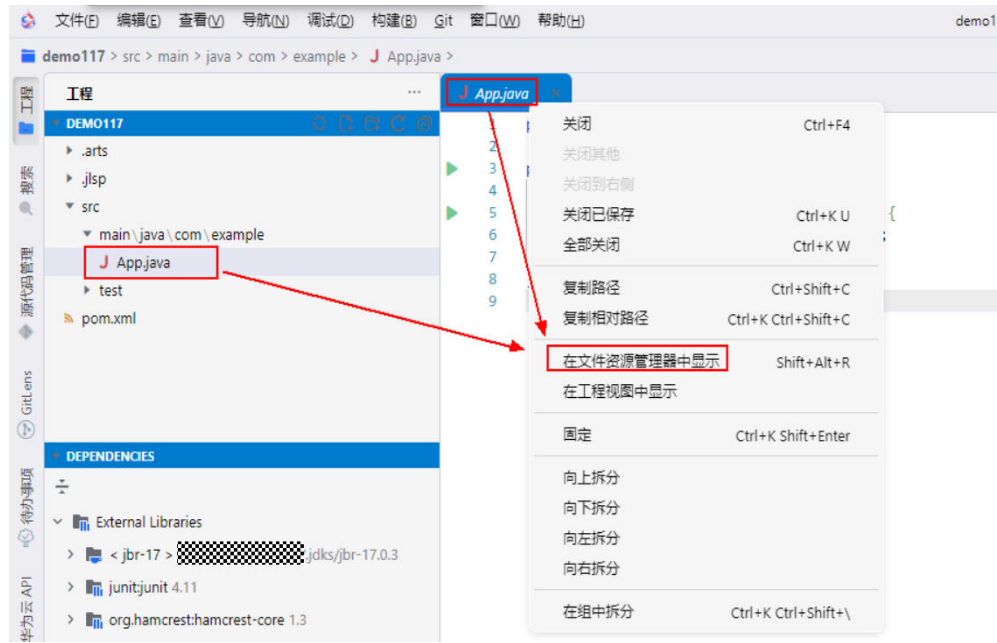 文件(F) 编辑(E) 查看(V) 导航(N) 调试(D) 构建(B) Git 窗口(W) 帮助(H) demo1
demo117 > src > main > java > com > example > J App.java >
工程
搜索
源代码管理
GitLens
待办事项
华为云 API
工程 ...
DEMO117
.arts
.jlsp
src
main\java\com\example
J App.java
test
pom.xml
DEPENDENCIES
External Libraries
< jbr-17 > .jdks/jbr-17.0.3
junit:junit 4.11
org.hamcrest:hamcrest-core 1.3
J App.java ×
1
2
3
4
5 {
6 ;
7
8
9
关闭 Ctrl+F4
关闭其他
关闭到右侧
关闭已保存 Ctrl+K U
全部关闭 Ctrl+K W
复制路径 Ctrl+Shift+C
复制相对路径 Ctrl+K Ctrl+Shift+C
在文件资源管理器中显示 Shift+Alt+R
在工程视图中显示
固定 Ctrl+K Shift+Enter
向上拆分
向下拆分
向左拆分
向右拆分
在组中拆分 Ctrl+K Ctrl+Shift+\